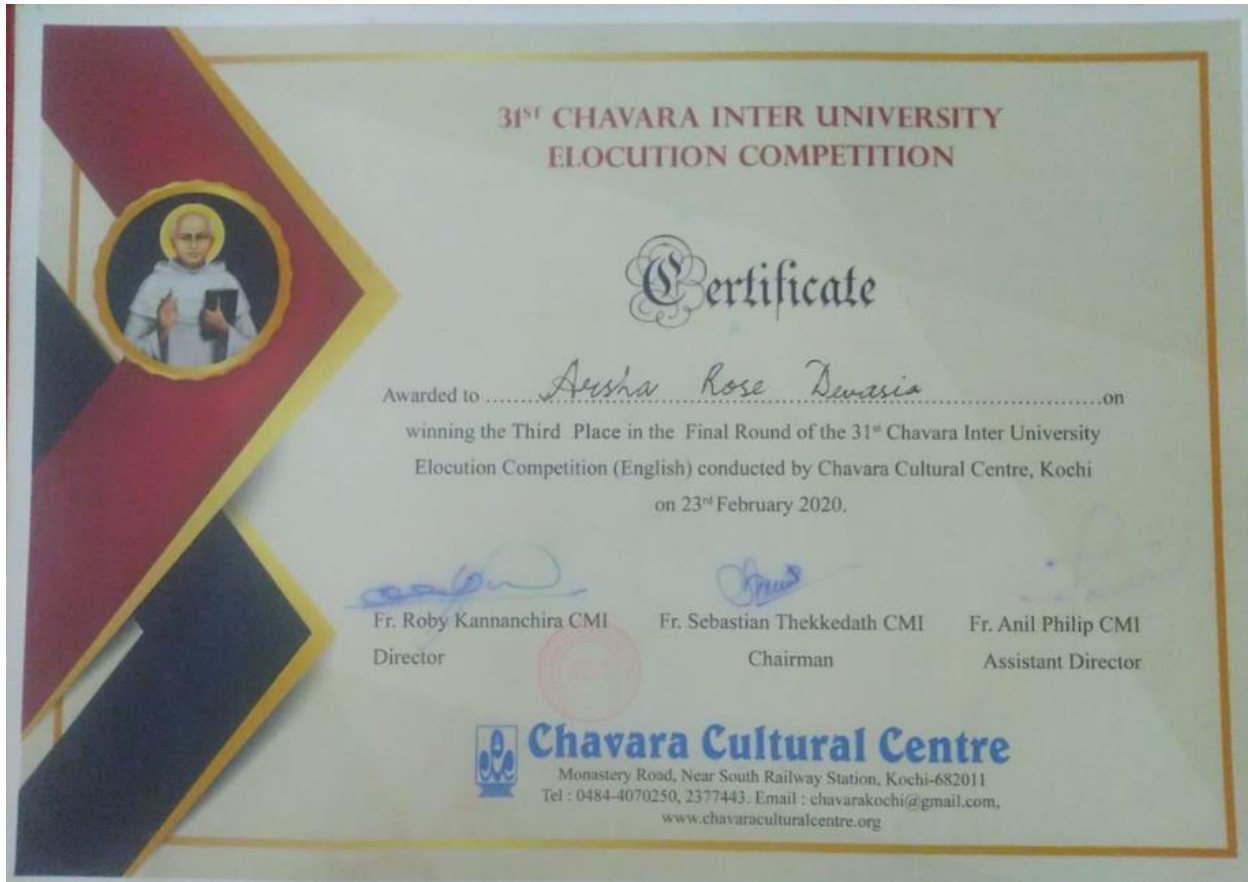 31ST CHAVARA INTER UNIVERSITY
ELOCUTION COMPETITION
Certificate
Awarded to ..... Arsha Rose Devasia .....on
winning the Third Place in the Final Round of the 31st Chavara Inter University
Elocution Competition (English) conducted by Chavara Cultural Centre, Kochi
on 23rd February 2020.
Fr. Roby Kannanchira CMI Fr. Sebastian Thekkedath CMI Fr. Anil Philip CMI
Director Chairman Assistant Director
Chavara Cultural Centre
Monastery Road, Near South Railway Station, Kochi-682011
Tel : 0484-4070250, 2377443. Email : chavarakochi@gmail.com,
www.chavaraculturalcentre.org